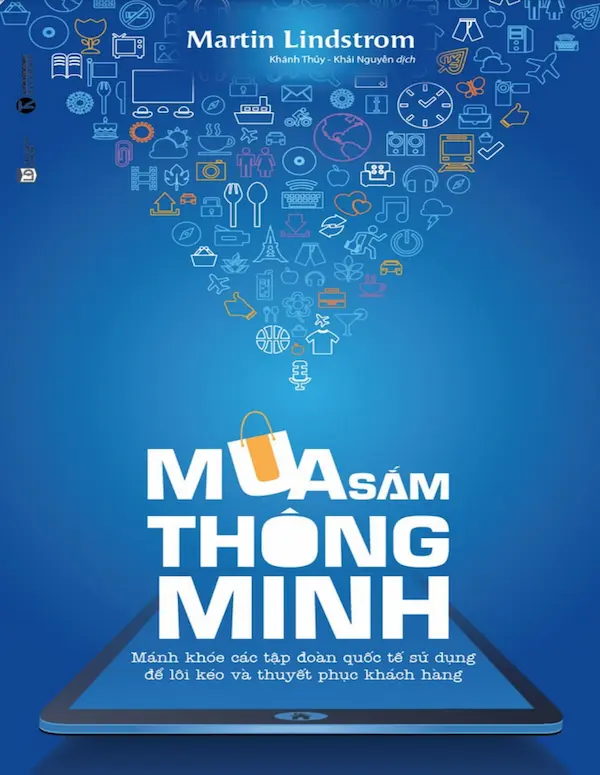 Martin Lindstrom
Khánh Thủy - Khải Nguyên dịch
MUA SẮM
THÔNG
MINH
Mánh khóe các tập đoàn quốc tế sử dụng
để lôi kéo và thuyết phục khách hàng